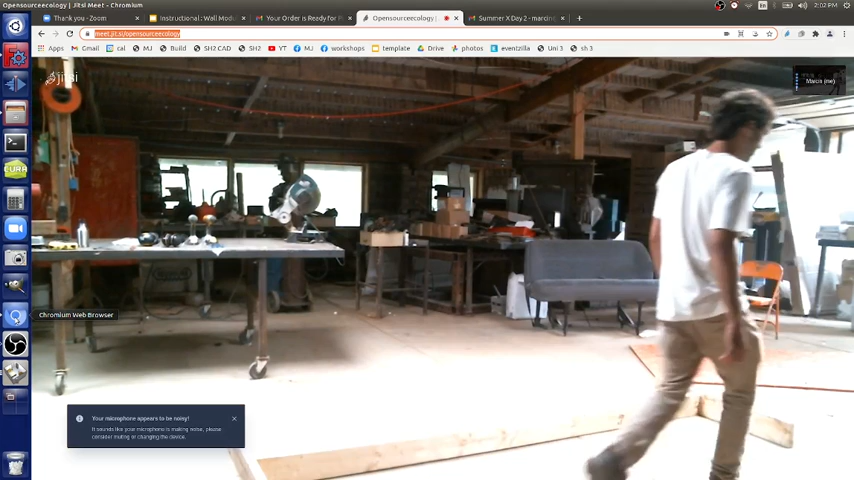 Opensourceecology | Jitsi Meet - Chromium
En
2:02 PM
Thank you - Zoom
Instructional: Wall Modu
Your Order is Ready for P
Opensourceecology | Jits
Summer X Day 2 - marcin
meet.jit.si/opensourceecology
Apps
cal
MJ
Build
SH2 CAD
SH2
YT
MJ
workshops
template
Drive
photos
eventzilla
Uni 3
sh 3
jitsi
Marcin (me)
CURA
Chromium Web Browser
Your microphone appears to be noisy!
It sounds like your microphone is making noise, please
consider muting or changing the device.